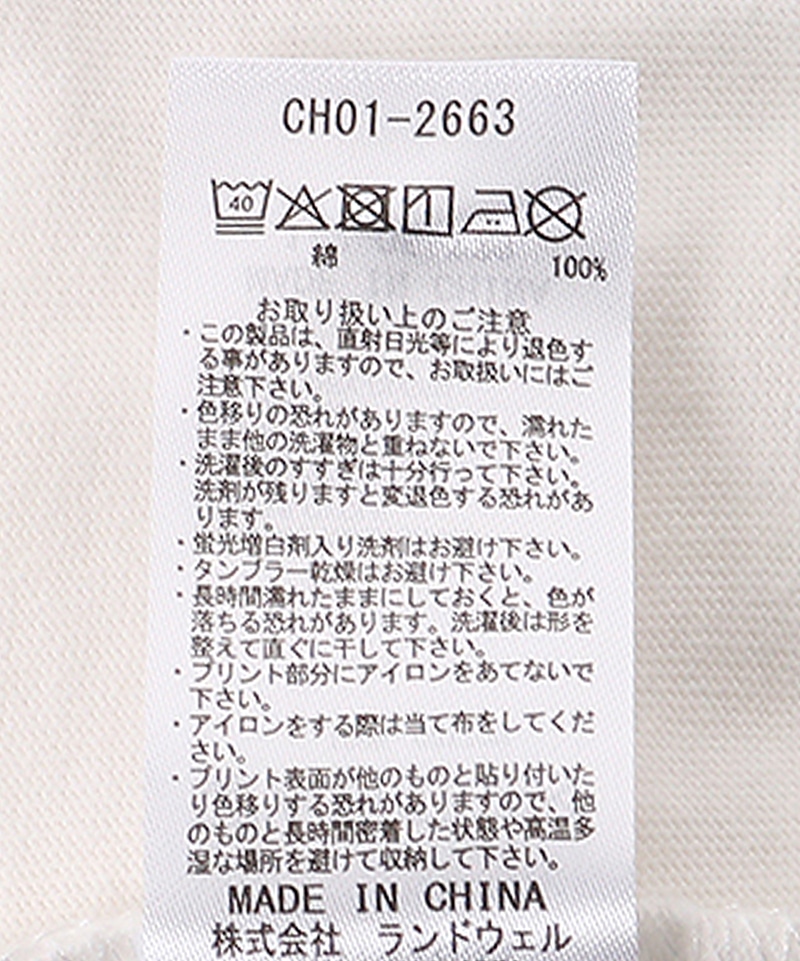 CH01-2663
40
綿
100%
お取り扱い上のご注意
・この製品は、直射日光等により退色す
る事がありますので、お取扱いにはご
注意下さい。
・色移りの恐れがありますので、濡れた
まま他の洗濯物と重ねないで下さい。
・洗濯後のすすぎは十分行って下さい。
洗剤が残りますと変退色する恐れがあ
ります。
・蛍光増白剤入り洗剤はお避け下さい。
・タンブラー乾燥はお避け下さい。
・長時間濡れたままにしておくと、色が
落ちる恐れがあります。洗濯後は形を
整えて直ぐに干して下さい。
・プリント部分にアイロンをあてないで
下さい。
・アイロンをする際は当て布をしてくだ
さい。
・プリント表面が他のものと貼り付いた
り色移りする恐れがありますので、他
のものと長時間密着した状態や高温多
湿な場所を避けて収納して下さい。
MADE IN CHINA
株式会社 ランドウェル